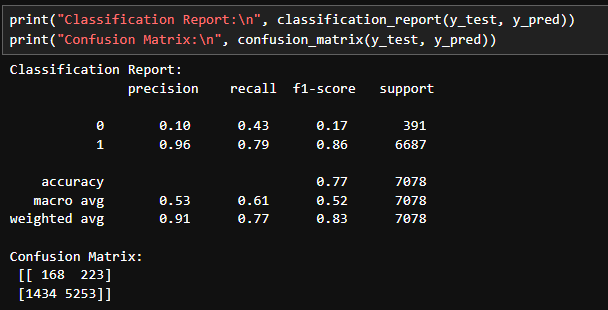 print("Classification Report:\n", classification_report(y_test, y_pred))
print("Confusion Matrix:\n", confusion_matrix(y_test, y_pred))
Classification Report:
precision    recall  f1-score   support
0       0.10      0.43      0.17       391
1       0.96      0.79      0.86      6687
accuracy                           0.77      7078
macro avg       0.53      0.61      0.52      7078
weighted avg       0.91      0.77      0.83      7078
Confusion Matrix:
[[ 168  223]
[1434 5253]]